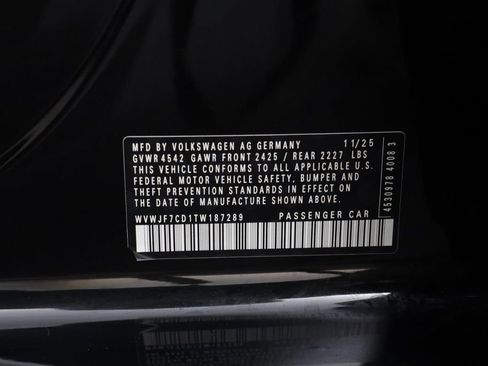 MFD BY VOLKSWAGEN AG GERMANY 11/25
GVWR 4542 GAWR FRONT 2425 / REAR 2227 LBS
THIS VEHICLE CONFORMS TO ALL APPLICABLE U.S.
FEDERAL MOTOR VEHICLE SAFETY, BUMPER AND
THEFT PREVENTION STANDARDS IN EFFECT ON
THE DATE OF MANUFACTURE SHOWN ABOVE.
WVWJF7CD1TW187289 PASSENGER CAR
4530978 4008 3